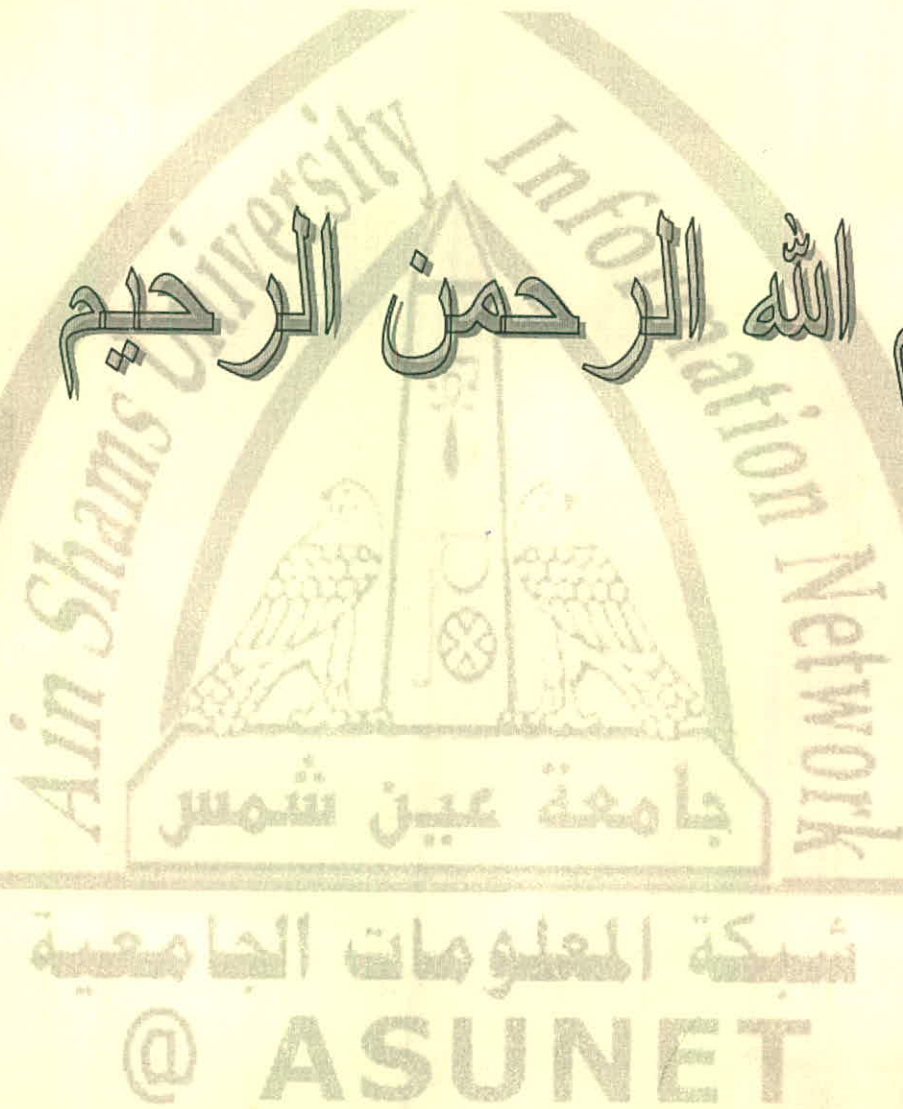 الله الرحمن الرحيم
Ain Shams University Information Network
جامعة عين شمس
شبكة المعلومات الجامعية
@ ASUNET